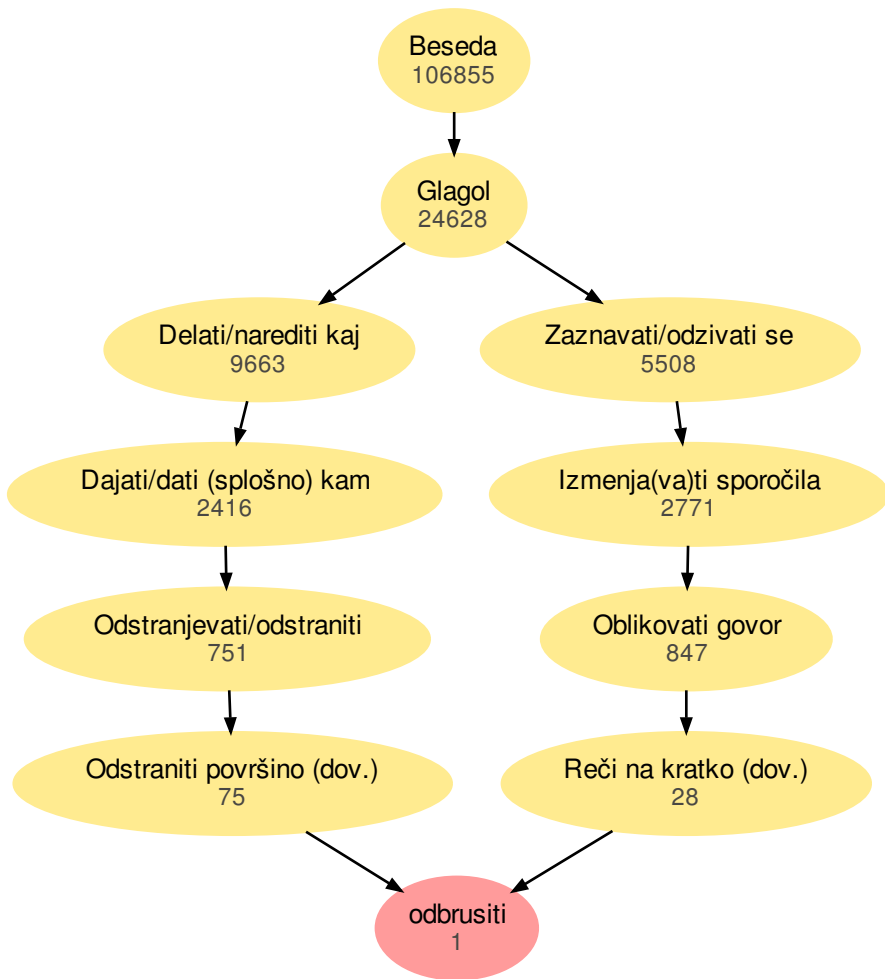 Beseda
106855
Glagol
24628
Delati/narediti kaj
9663
Zaznavati/odzivati se
5508
Dajati/dati (splošno) kam
2416
Izmenja(va)ti sporočila
2771
Odstranjevati/odstraniti
751
Oblikovati govor
847
Odstraniti površino (dov.)
75
Reči na kratko (dov.)
28
odbrusiti
1